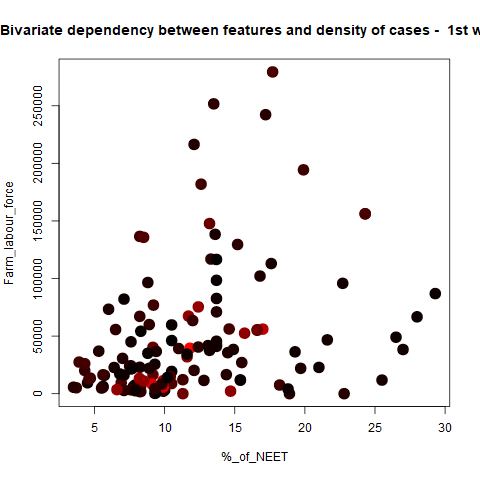 Bivariate dependency between features and density of cases -  1st w
Farm_labour_force
250000
200000
150000
100000
50000
0
5 10 15 20 25 30
%_of_NEET